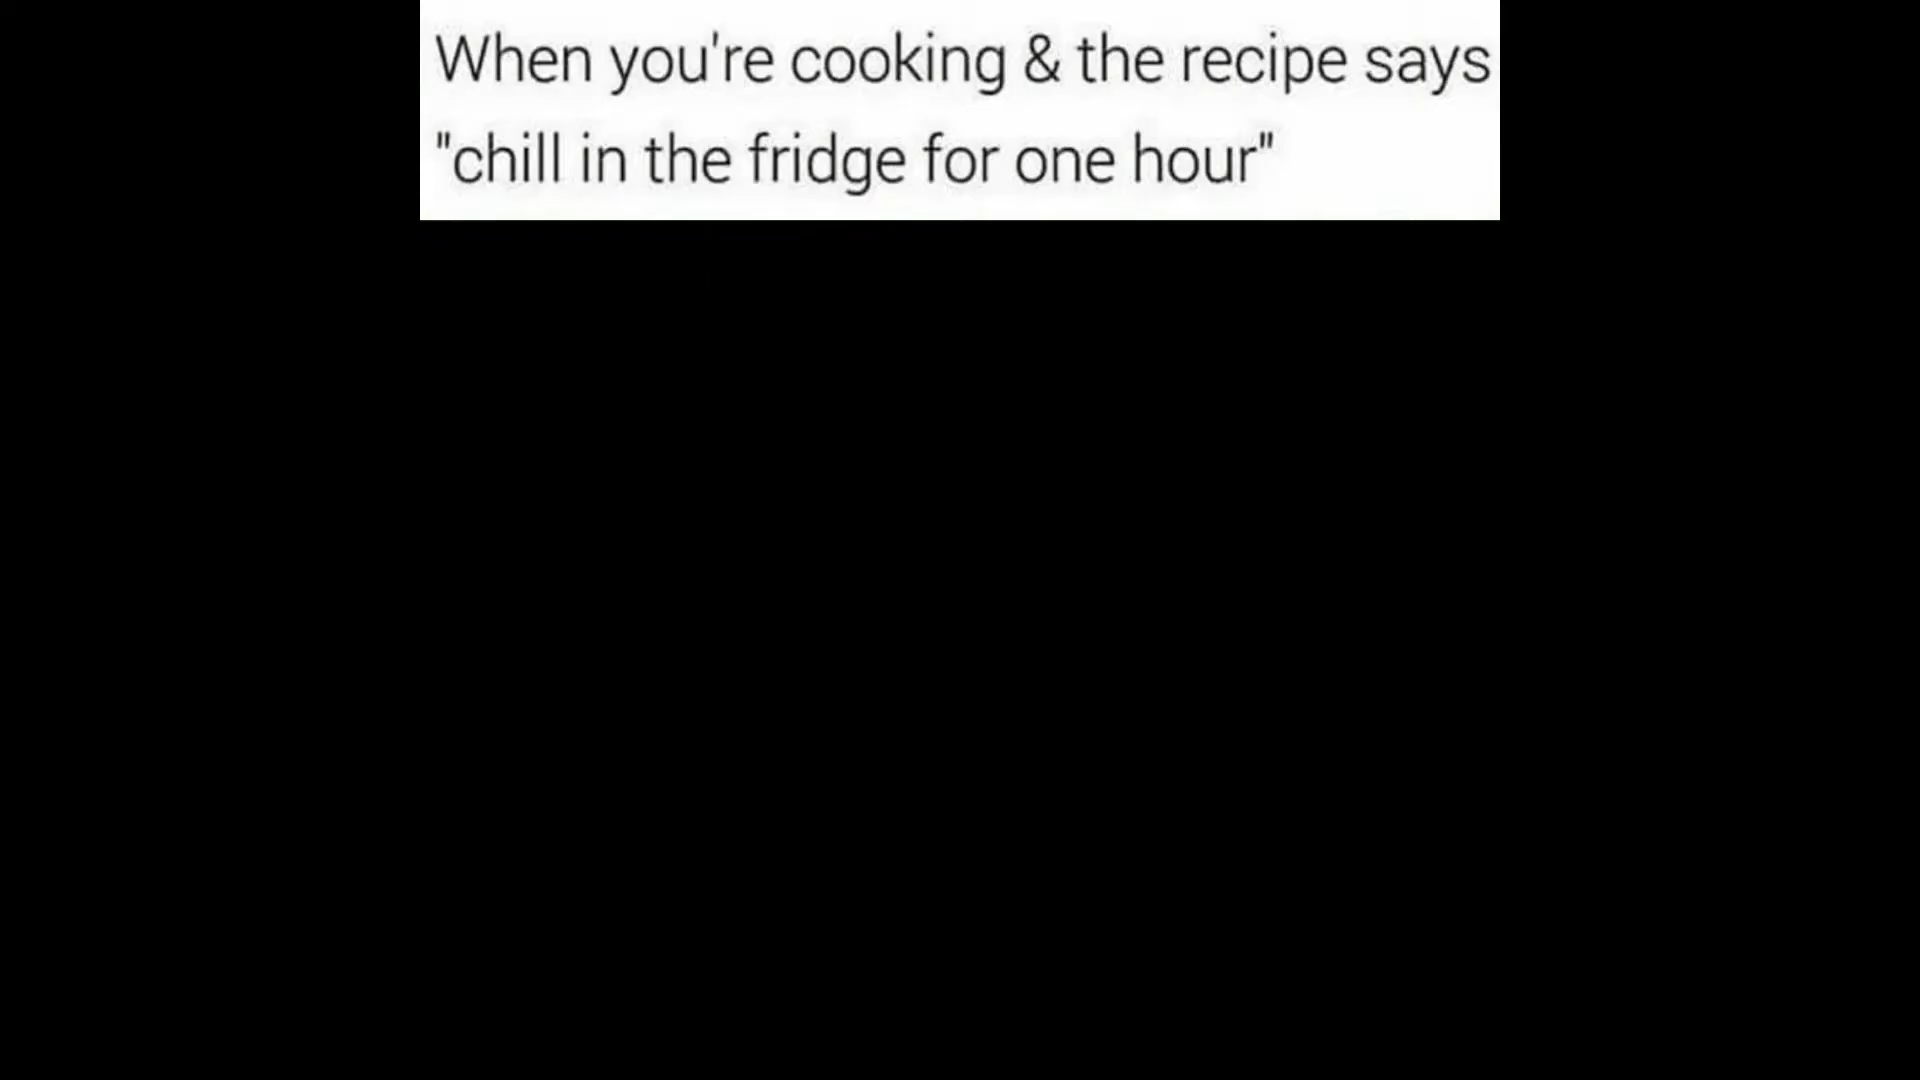 When you're cooking & the recipe says
"chill in the fridge for one hour"